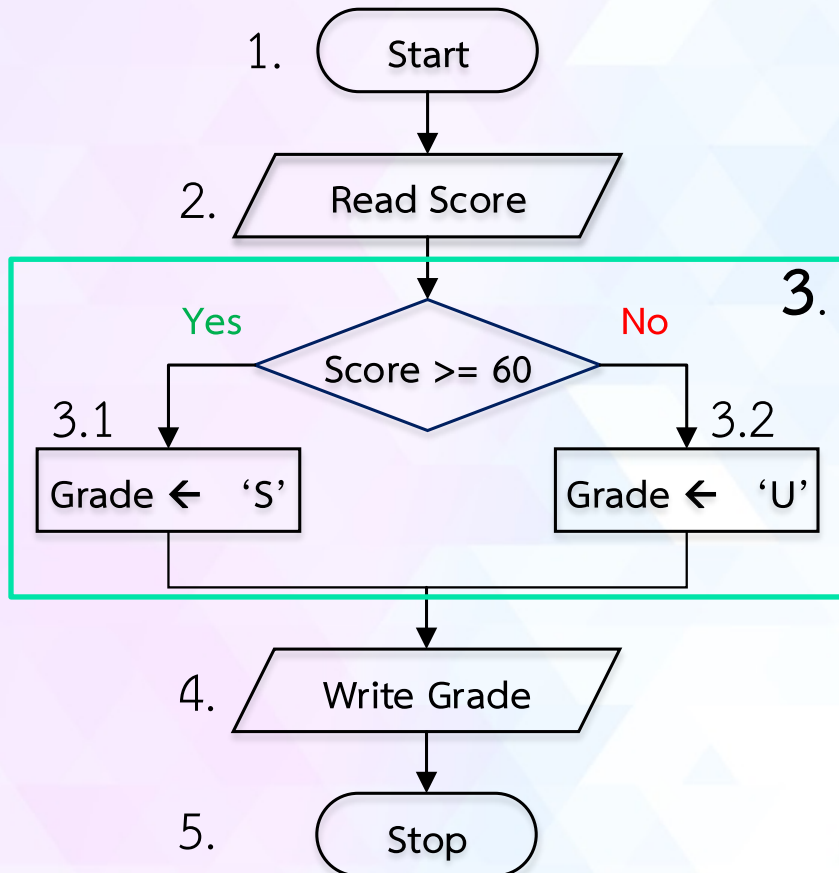 1. Start
2. Read Score
3.
Yes
No
Score >= 60
3.1
3.2
Grade ← ‘S’
Grade ← ‘U’
4. Write Grade
5. Stop